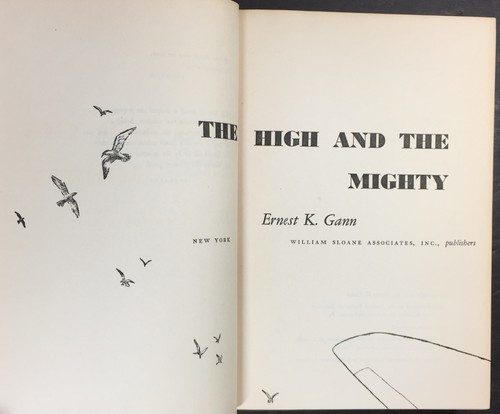 THE HIGH AND THE
MIGHTY
Ernest K. Gann
NEW YORK WILLIAM SLOANE ASSOCIATES, INC., publishers